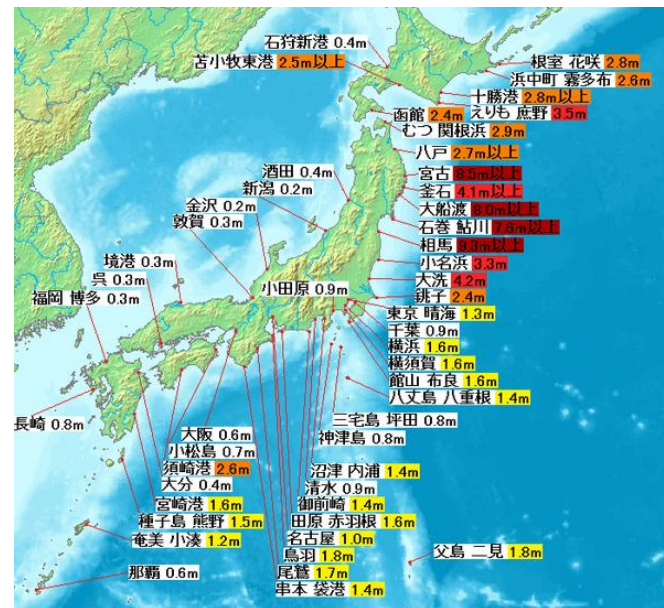 石狩新港 0.4m
苫小牧東港 2.5m以上
根室 花咲 2.8m
浜中町 霧多布 2.6m
十勝港 2.8m以上
えりも 庶野 3.5m
函館 2.4m
むつ 関根浜 2.9m
八戸 2.7m以上
宮古 8.5m以上
釜石 4.1m以上
大船渡 8.0m以上
石巻 鮎川 7.6m以上
相馬 9.3m以上
小名浜 3.3m
大洗 4.2m
銚子 2.4m
酒田 0.4m
新潟 0.2m
金沢 0.2m
敦賀 0.3m
境港 0.3m
呉 0.3m
福岡 博多 0.3m
小田原 0.9m
東京 晴海 1.3m
千葉 0.9m
横浜 1.6m
横須賀 1.6m
館山 布良 1.6m
八丈島 八重根 1.4m
三宅島 坪田 0.8m
神津島 0.8m
長崎 0.8m
大阪 0.6m
小松島 0.7m
須崎港 2.6m
大分 0.4m
宮崎港 1.6m
種子島 熊野 1.5m
奄美 小湊 1.2m
那覇 0.6m
沼津 内浦 1.4m
清水 0.9m
御前崎 1.4m
田原 赤羽根 1.6m
名古屋 1.0m
鳥羽 1.8m
尾鷲 1.7m
串本 袋港 1.4m
父島 二見 1.8m